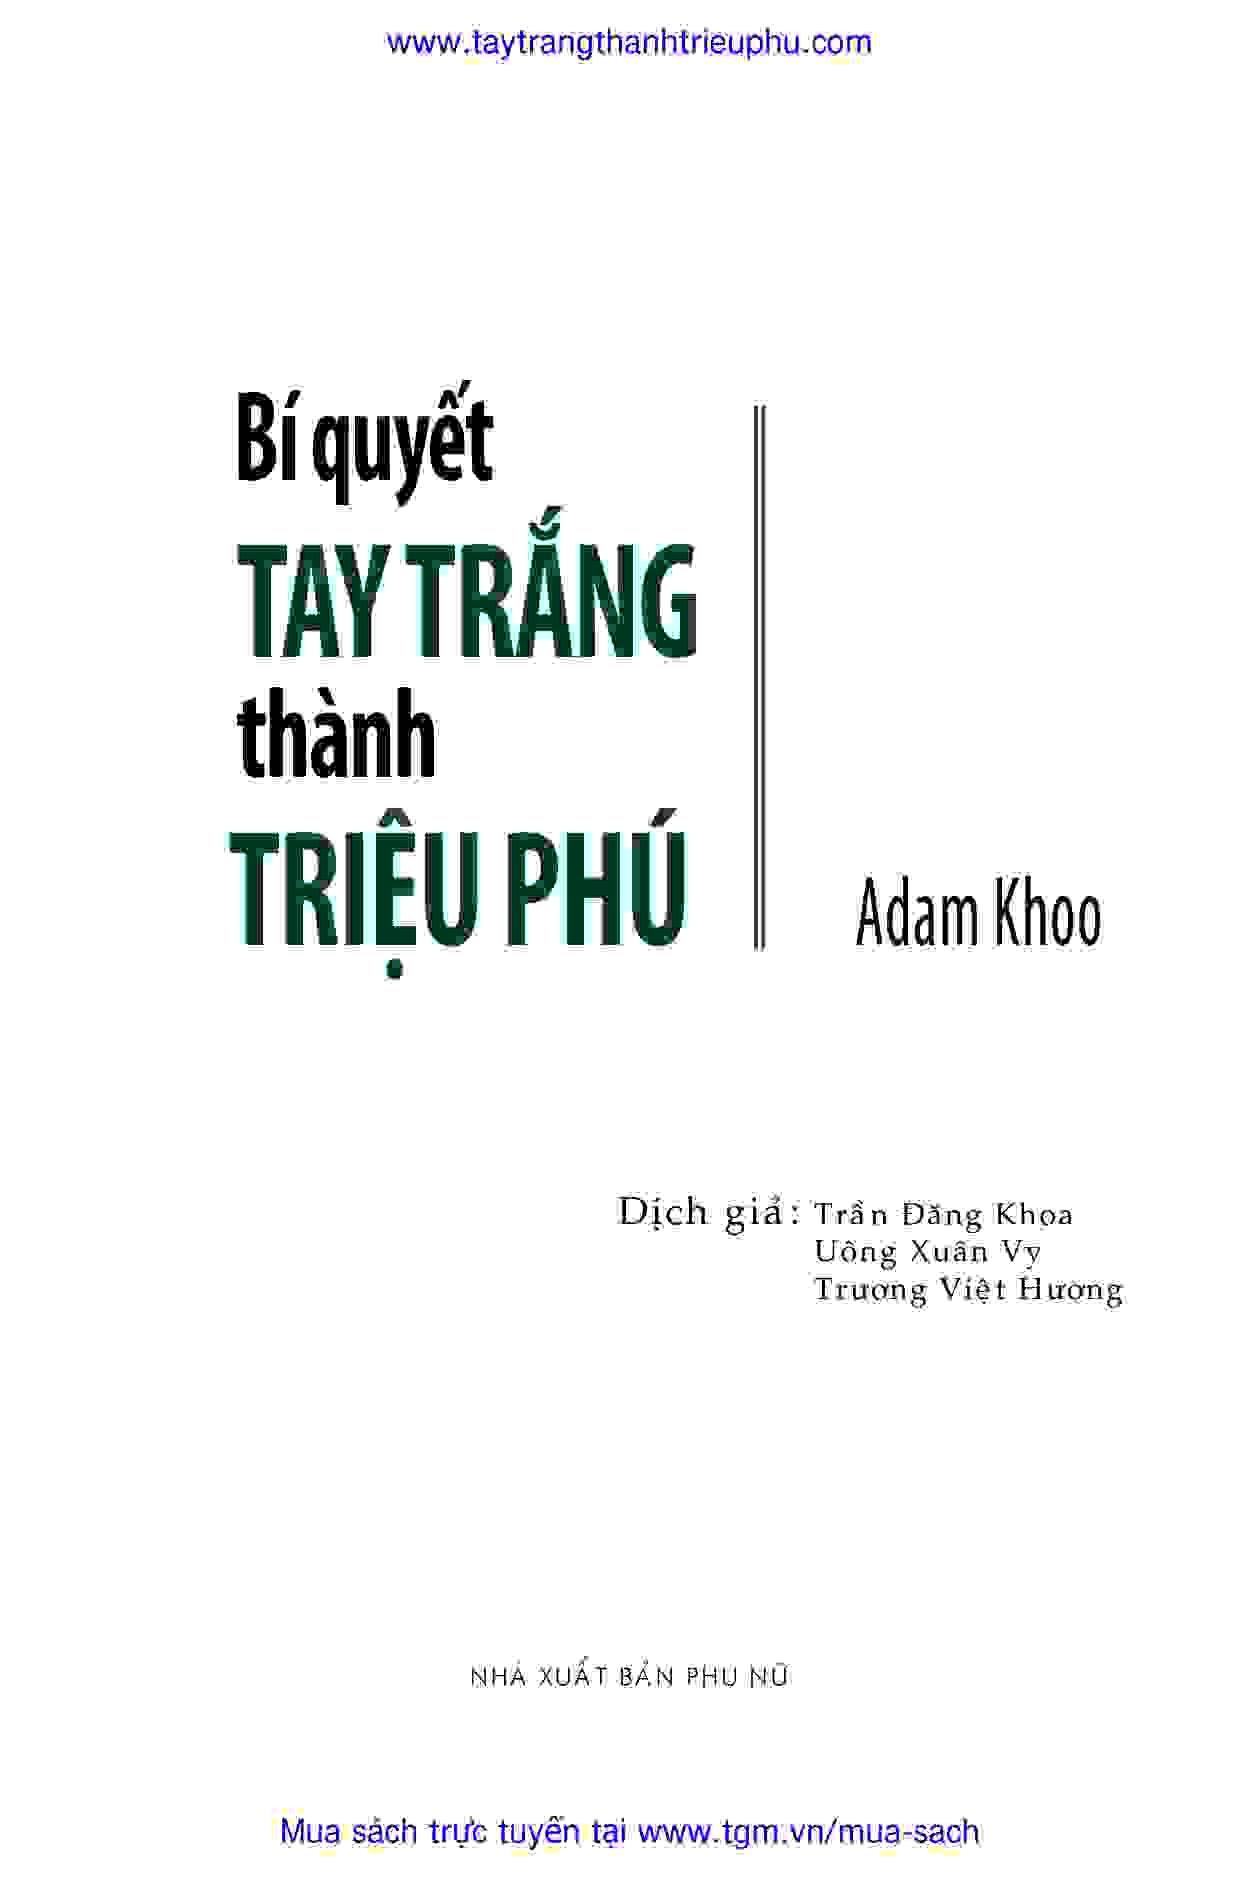 www.taytrangthanhtrieuphu.com
Bí quyết
TAY TRẮNG
thành
TRIỆU PHÚ
Adam Khoo
Dịch giả: Trần Đăng Khoa
Uông Xuân Vy
Trương Việt Hương
NHÀ XUẤT BẢN PHỤ NỮ
Mua sách trực tuyến tại www.tgm.vn/mua-sach